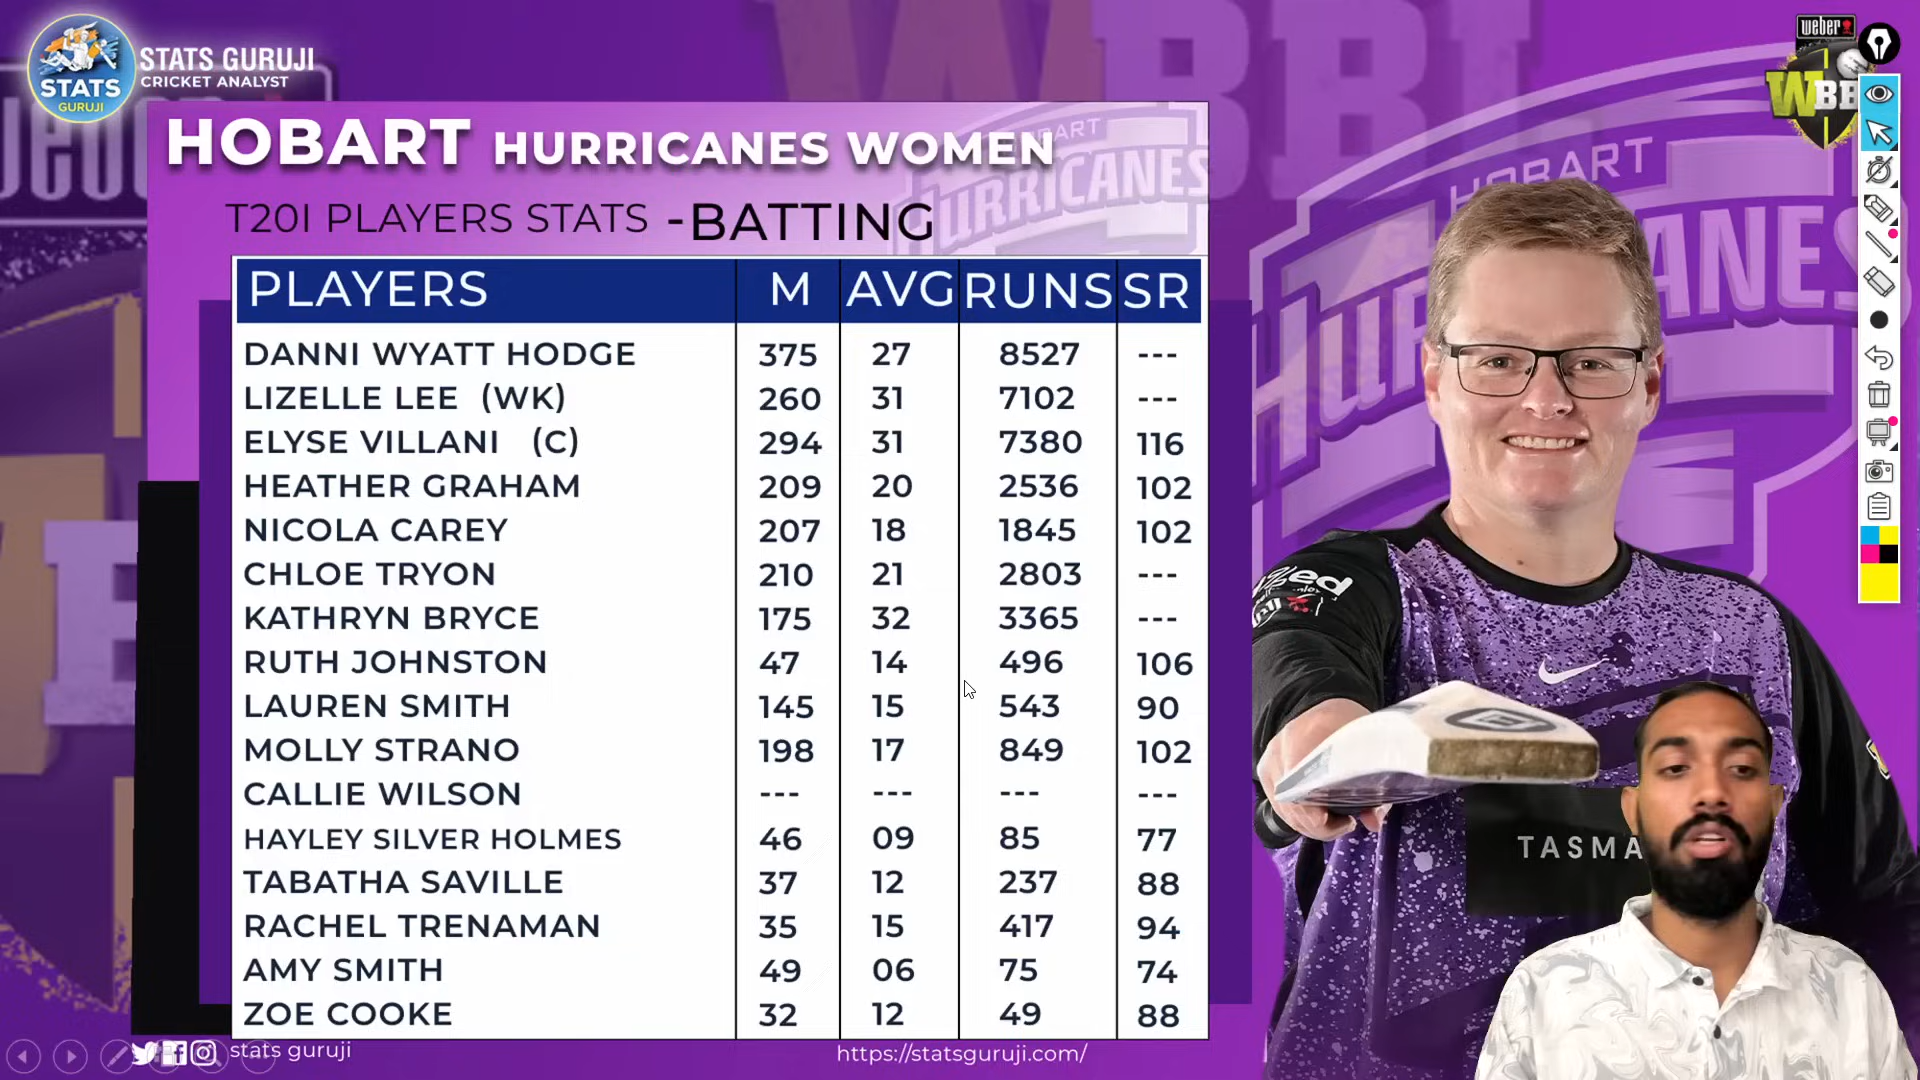 STATS GURUJI
CRICKET ANALYST
STATS
GURUJI
weber
WBB
HOBART HURRICANES WOMEN
HOBART
HURRICANES
T20I PLAYERS STATS -BATTING
PLAYERS M AVG RUNS SR
DANNI WYATT HODGE 375 27 8527 ---
LIZELLE LEE (WK) 260 31 7102 ---
ELYSE VILLANI (C) 294 31 7380 116
HEATHER GRAHAM 209 20 2536 102
NICOLA CAREY 207 18 1845 102
CHLOE TRYON 210 21 2803 ---
KATHRYN BRYCE 175 32 3365 ---
RUTH JOHNSTON 47 14 496 106
LAUREN SMITH 145 15 543 90
MOLLY STRANO 198 17 849 102
CALLIE WILSON --- --- --- ---
HAYLEY SILVER HOLMES 46 09 85 77
TABATHA SAVILLE 37 12 237 88
RACHEL TRENAMAN 35 15 417 94
AMY SMITH 49 06 75 74
ZOE COOKE 32 12 49 88
TASMA
stats guruji
https://statsguruji.com/